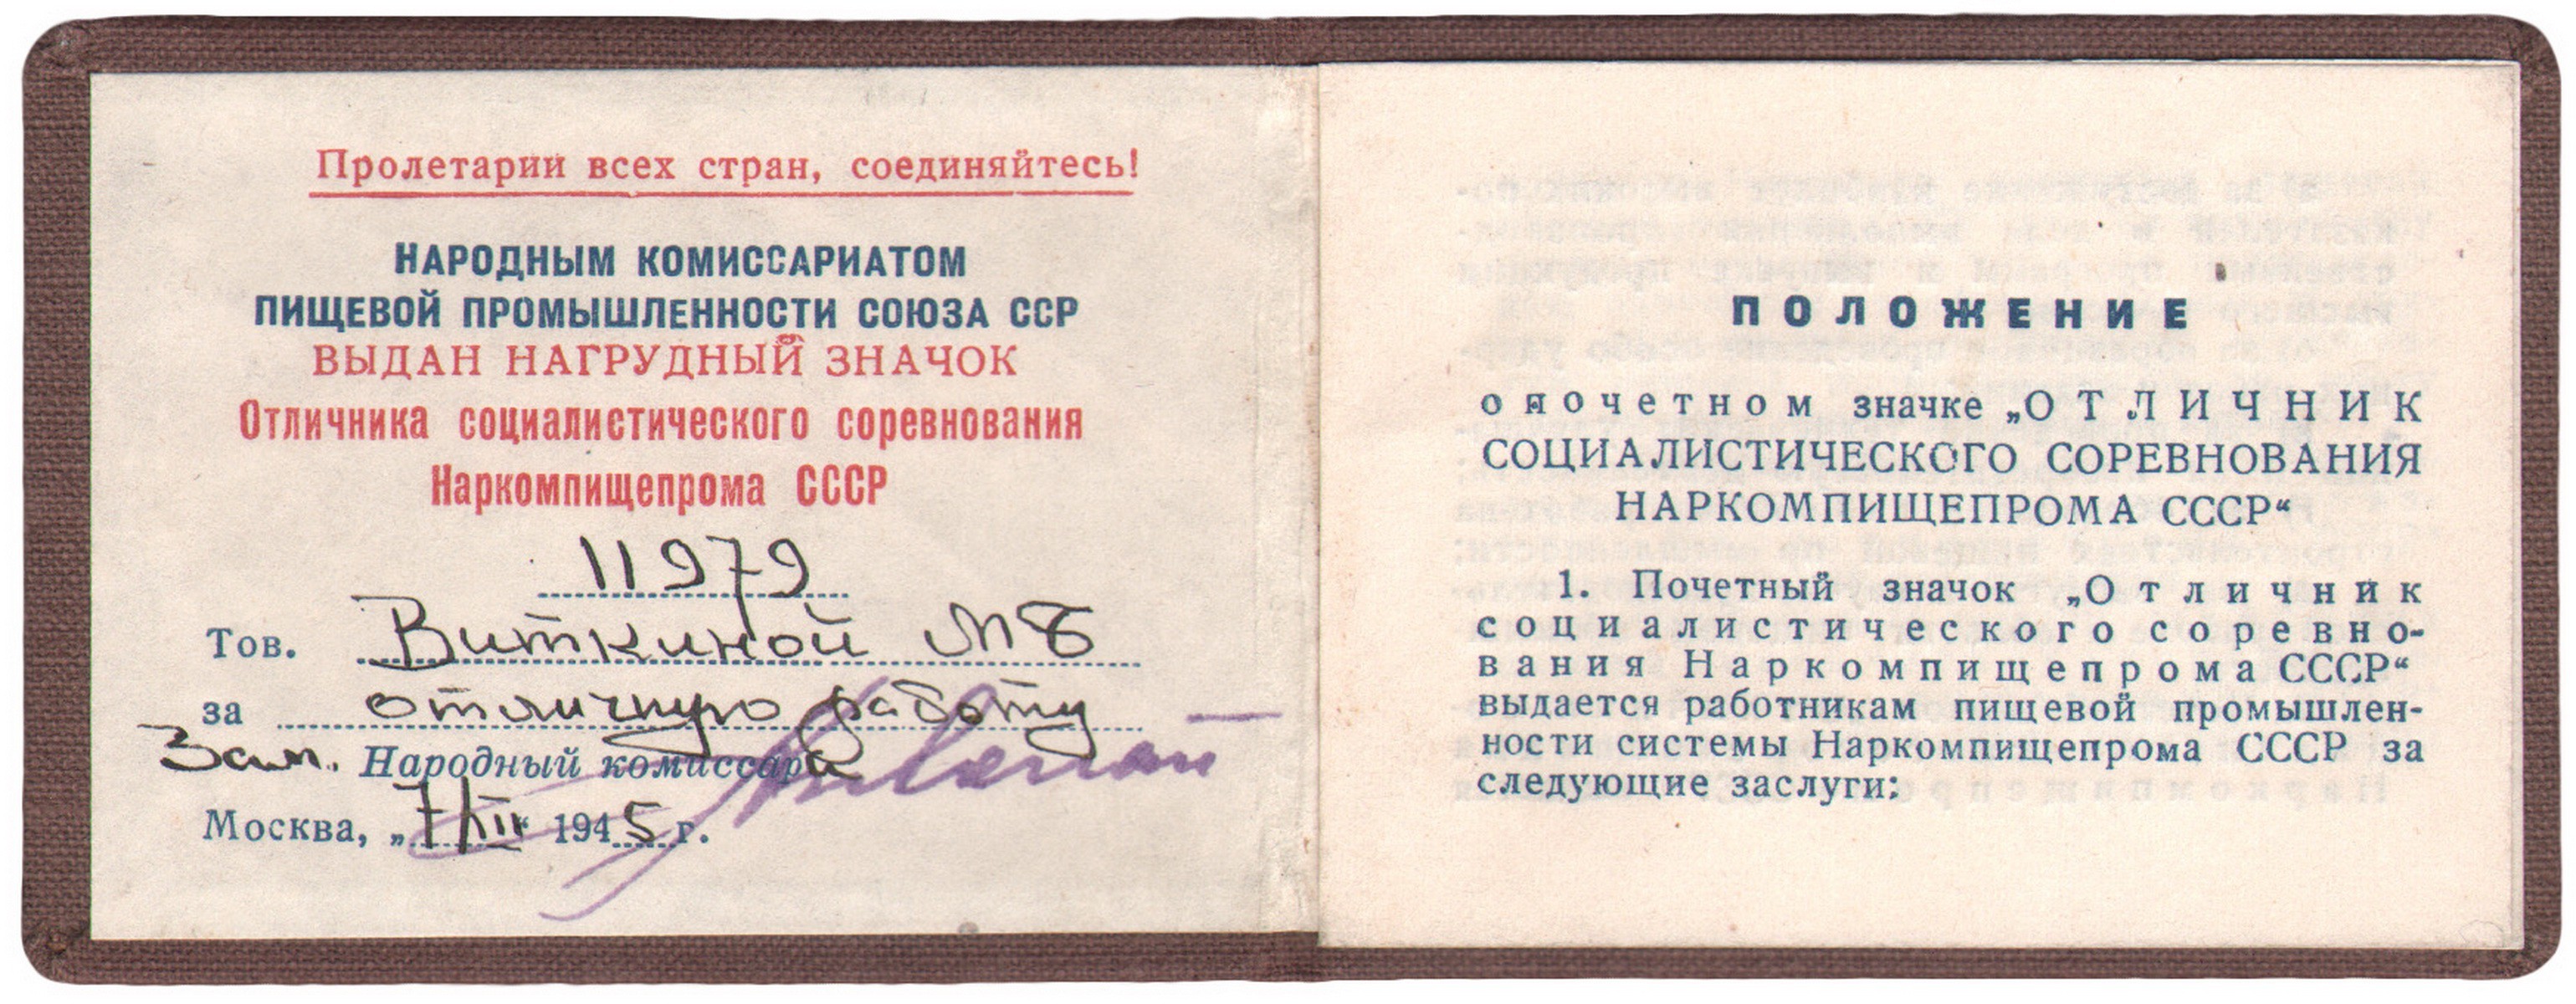 Пролетарии всех стран, соединяйтесь!
НАРОДНЫМ КОМИССАРИАТОМ
ПИЩЕВОЙ ПРОМЫШЛЕННОСТИ СОЮЗА ССР
ВЫДАН НАГРУДНЫЙ ЗНАЧОК
Отличника социалистического соревнования
Наркомпищепрома СССР
11979
Тов. Виткиной МБ
за отличную работу
Зам. Народный комиссара
Москва, „7/XII“ 1945 г.
ПОЛОЖЕНИЕ
о почетном значке „ОТЛИЧНИК
СОЦИАЛИСТИЧЕСКОГО СОРЕВНОВАНИЯ
НАРКОМПИЩЕПРОМА СССР“
1. Почетный значок „Отличник
социалистического соревно-
вания Наркомпищепрома СССР“
выдается работникам пищевой промышлен-
ности системы Наркомпищепрома СССР за
следующие заслуги: